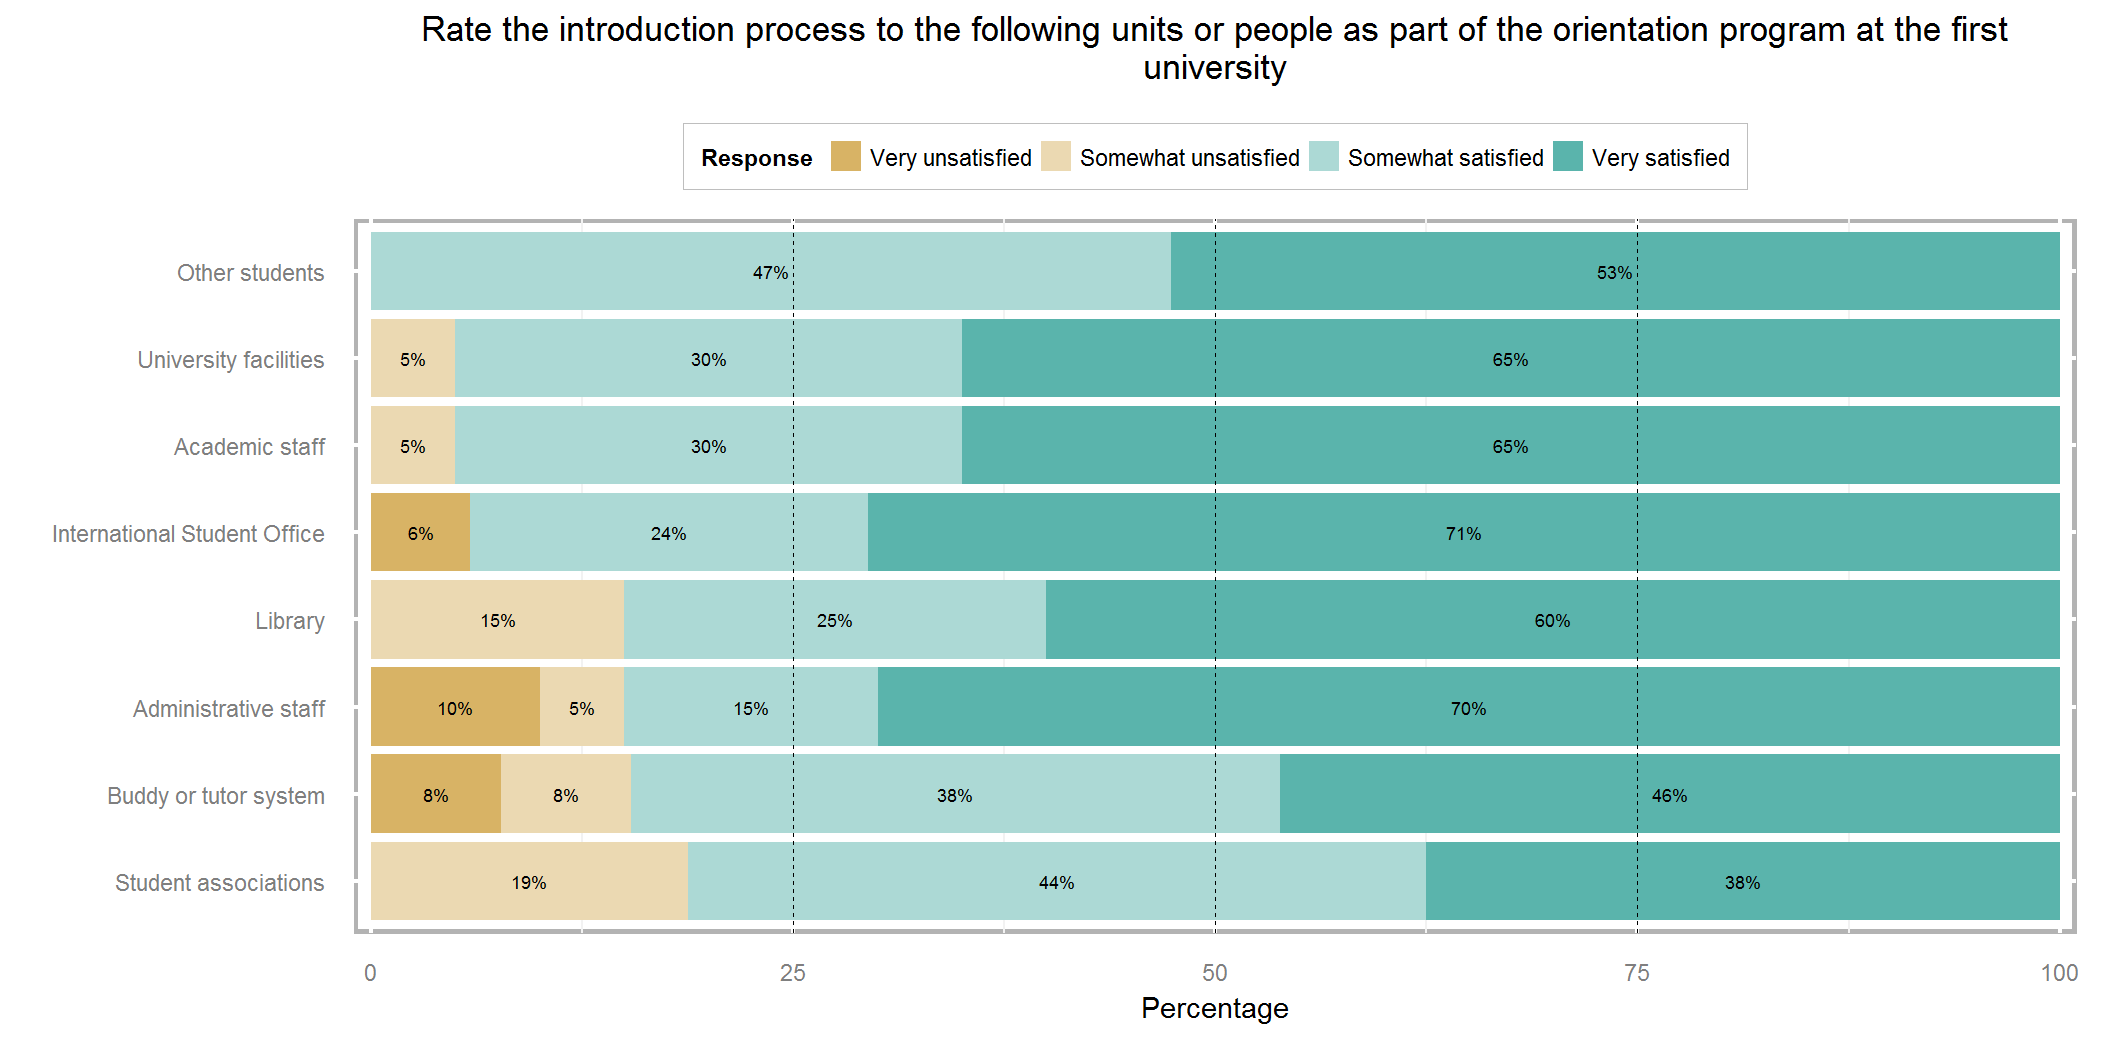 Rate the introduction process to the following units or people as part of the orientation program at the first
university
Response Very unsatisfied Somewhat unsatisfied Somewhat satisfied Very satisfied
Other students 47% 53%
University facilities 5% 30% 65%
Academic staff 5% 30% 65%
International Student Office 6% 24% 71%
Library 15% 25% 60%
Administrative staff 10% 5% 15% 70%
Buddy or tutor system 8% 8% 38% 46%
Student associations 19% 44% 38%
0 25 50 75 100
Percentage